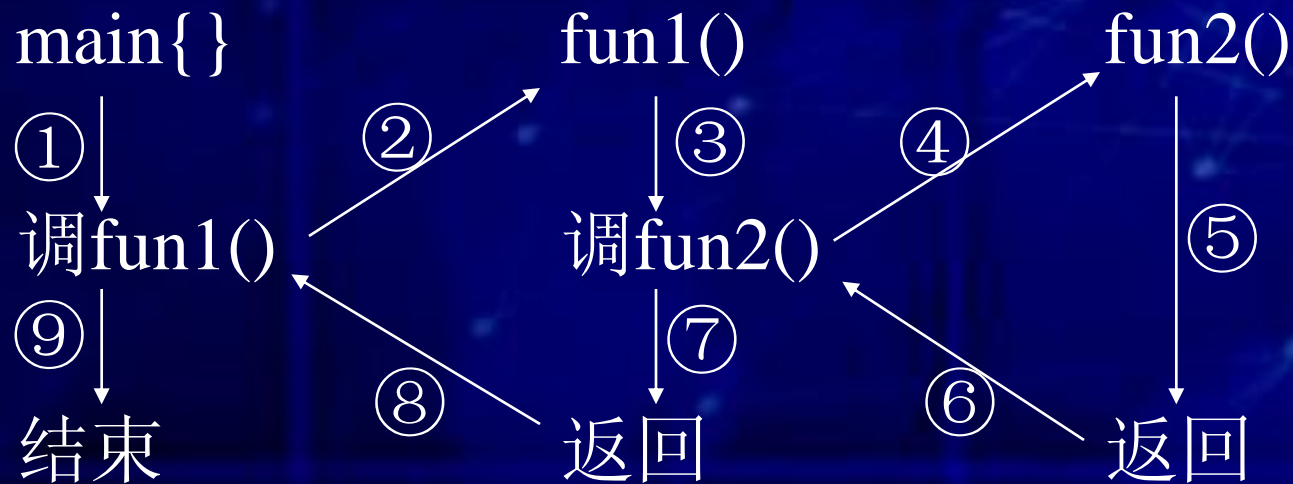 main{} fun1() fun2()
① ② ③ ④
调fun1() 调fun2() ⑤
⑨ ⑧ ⑦ ⑥
结束 返回 返回